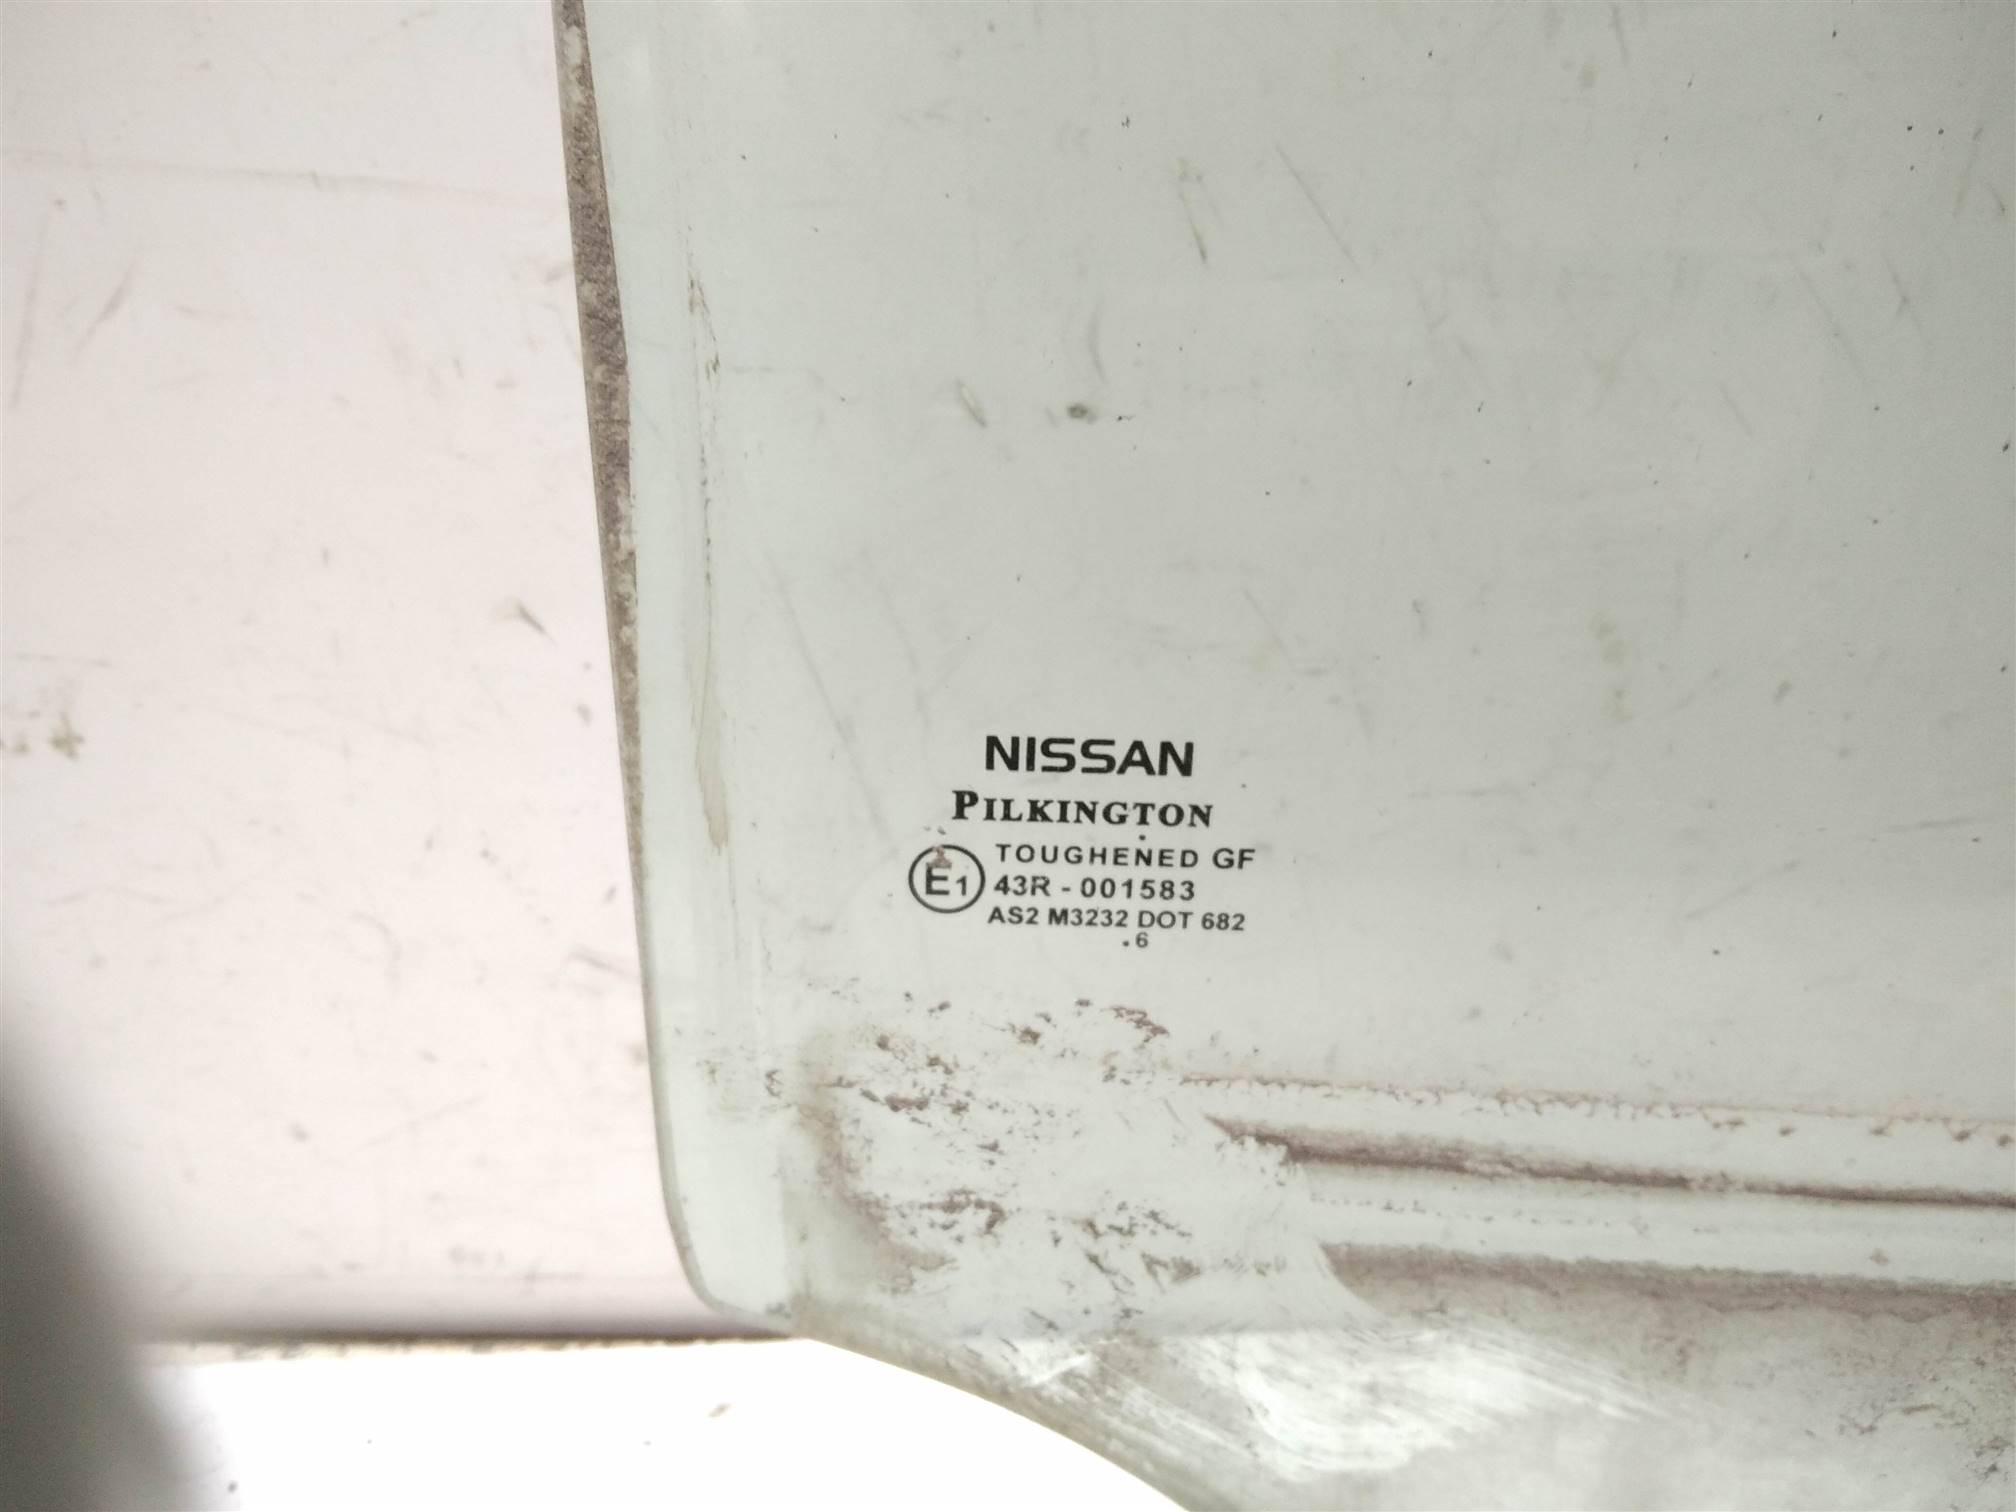 NISSAN
PILKINGTON
TOUGHENED GF
E1 43R - 001583
AS2 M3232 DOT 682
.6